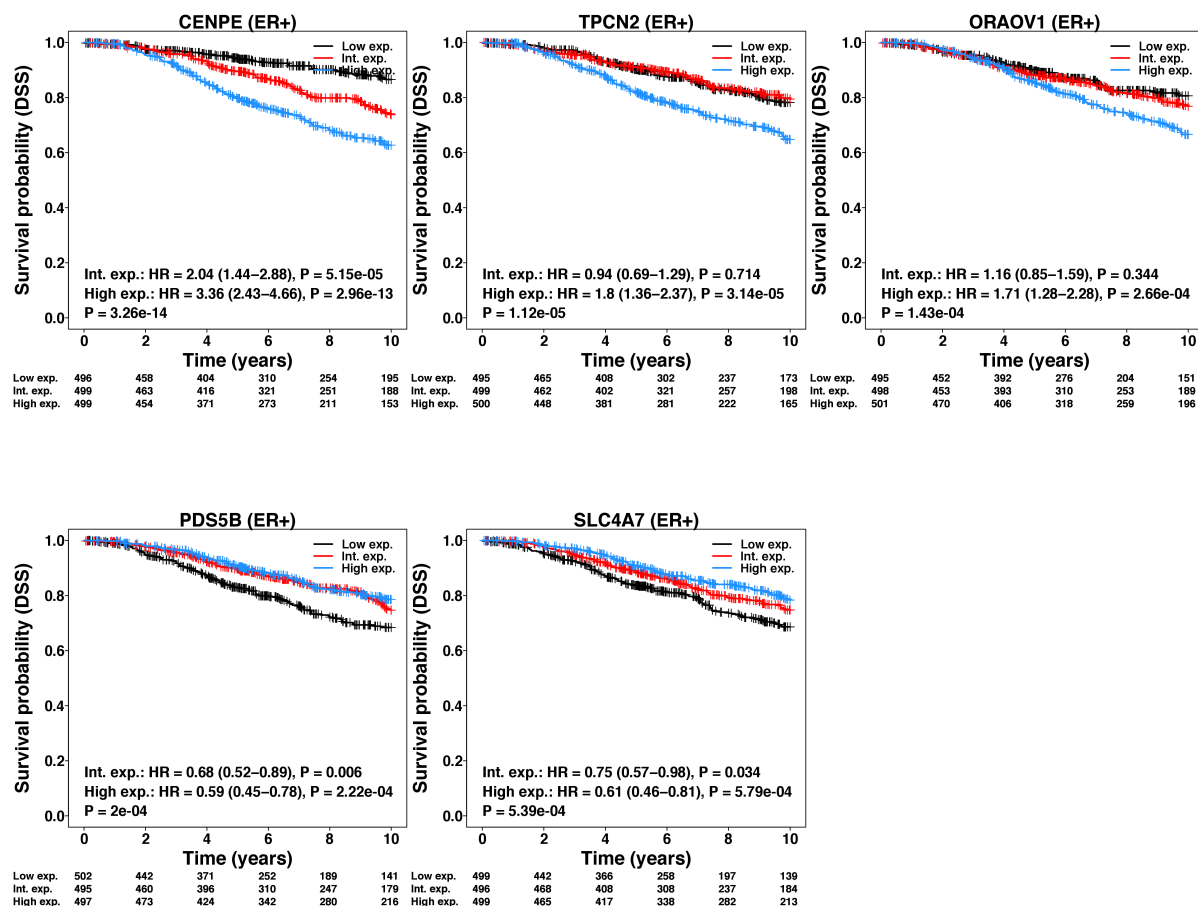 CENPE (ER+)
Survival probability (DSS)
1.0
0.8
0.6
0.4
0.2
0.0
Low exp.
Int. exp.
High exp.
Int. exp.: HR = 2.04 (1.44–2.88), P = 5.15e-05
High exp.: HR = 3.36 (2.43–4.66), P = 2.96e-13
P = 3.26e-14
0 2 4 6 8 10
Time (years)
Low exp. 496 458 404 310 254 195
Int. exp. 499 463 416 321 251 188
High exp. 499 454 371 273 211 153
TPCN2 (ER+)
Survival probability (DSS)
1.0
0.8
0.6
0.4
0.2
0.0
Low exp.
Int. exp.
High exp.
Int. exp.: HR = 0.94 (0.69–1.29), P = 0.714
High exp.: HR = 1.8 (1.36–2.37), P = 3.14e-05
P = 1.12e-05
0 2 4 6 8 10
Time (years)
Low exp. 495 465 408 302 237 173
Int. exp. 499 462 402 321 257 198
High exp. 500 448 381 281 222 165
ORAOV1 (ER+)
Survival probability (DSS)
1.0
0.8
0.6
0.4
0.2
0.0
Low exp.
Int. exp.
High exp.
Int. exp.: HR = 1.16 (0.85–1.59), P = 0.344
High exp.: HR = 1.71 (1.28–2.28), P = 2.66e-04
P = 1.43e-04
0 2 4 6 8 10
Time (years)
Low exp. 495 452 392 276 204 151
Int. exp. 498 453 393 310 253 189
High exp. 501 470 406 318 259 196
PDS5B (ER+)
Survival probability (DSS)
1.0
0.8
0.6
0.4
0.2
0.0
Low exp.
Int. exp.
High exp.
Int. exp.: HR = 0.68 (0.52–0.89), P = 0.006
High exp.: HR = 0.59 (0.45–0.78), P = 2.22e-04
P = 2e-04
0 2 4 6 8 10
Time (years)
Low exp. 502 442 371 252 189 141
Int. exp. 495 460 396 310 247 179
High exp. 497 473 424 342 280 216
SLC4A7 (ER+)
Survival probability (DSS)
1.0
0.8
0.6
0.4
0.2
0.0
Low exp.
Int. exp.
High exp.
Int. exp.: HR = 0.75 (0.57–0.98), P = 0.034
High exp.: HR = 0.61 (0.46–0.81), P = 5.79e-04
P = 5.39e-04
0 2 4 6 8 10
Time (years)
Low exp. 499 442 366 258 197 139
Int. exp. 496 468 408 308 237 184
High exp. 499 465 417 338 282 213